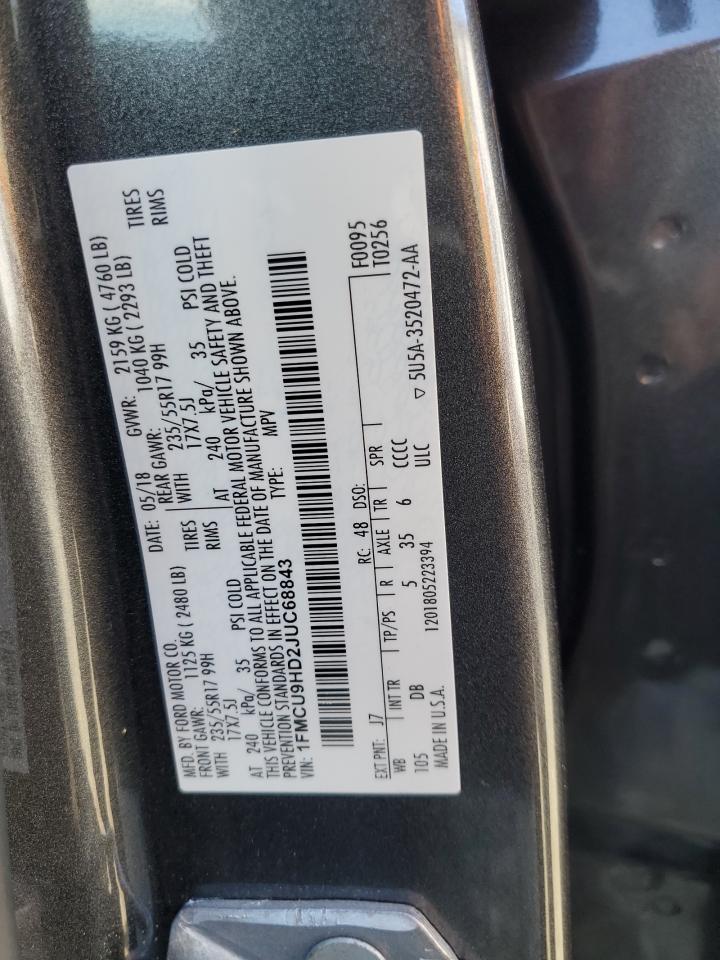 MFD. BY FORD MOTOR CO. DATE: 05/18 GVWR: 2159 KG ( 4760 LB)
FRONT GAWR: 1125 KG ( 2480 LB) REAR GAWR: 1040 KG ( 2293 LB)
WITH 235/55R17 99H TIRES WITH 235/55R17 99H TIRES
17X7.5J RIMS 17X7.5J RIMS
AT 240 kPa/ 35 PSI COLD AT 240 kPa/ 35 PSI COLD
THIS VEHICLE CONFORMS TO ALL APPLICABLE FEDERAL MOTOR VEHICLE SAFETY AND THEFT
PREVENTION STANDARDS IN EFFECT ON THE DATE OF MANUFACTURE SHOWN ABOVE.
VIN: 1FMCU9HD2JUC68843 TYPE: MPV
F0095
EXT PNT: J7 RC: 48 DSO: T0256
WB INT TR TP/PS R AXLE TR SPR
105 DB 5 35 6 CCCC
MADE IN U.S.A. 1201805223394 ULC ▽ 5U5A-3520472-AA